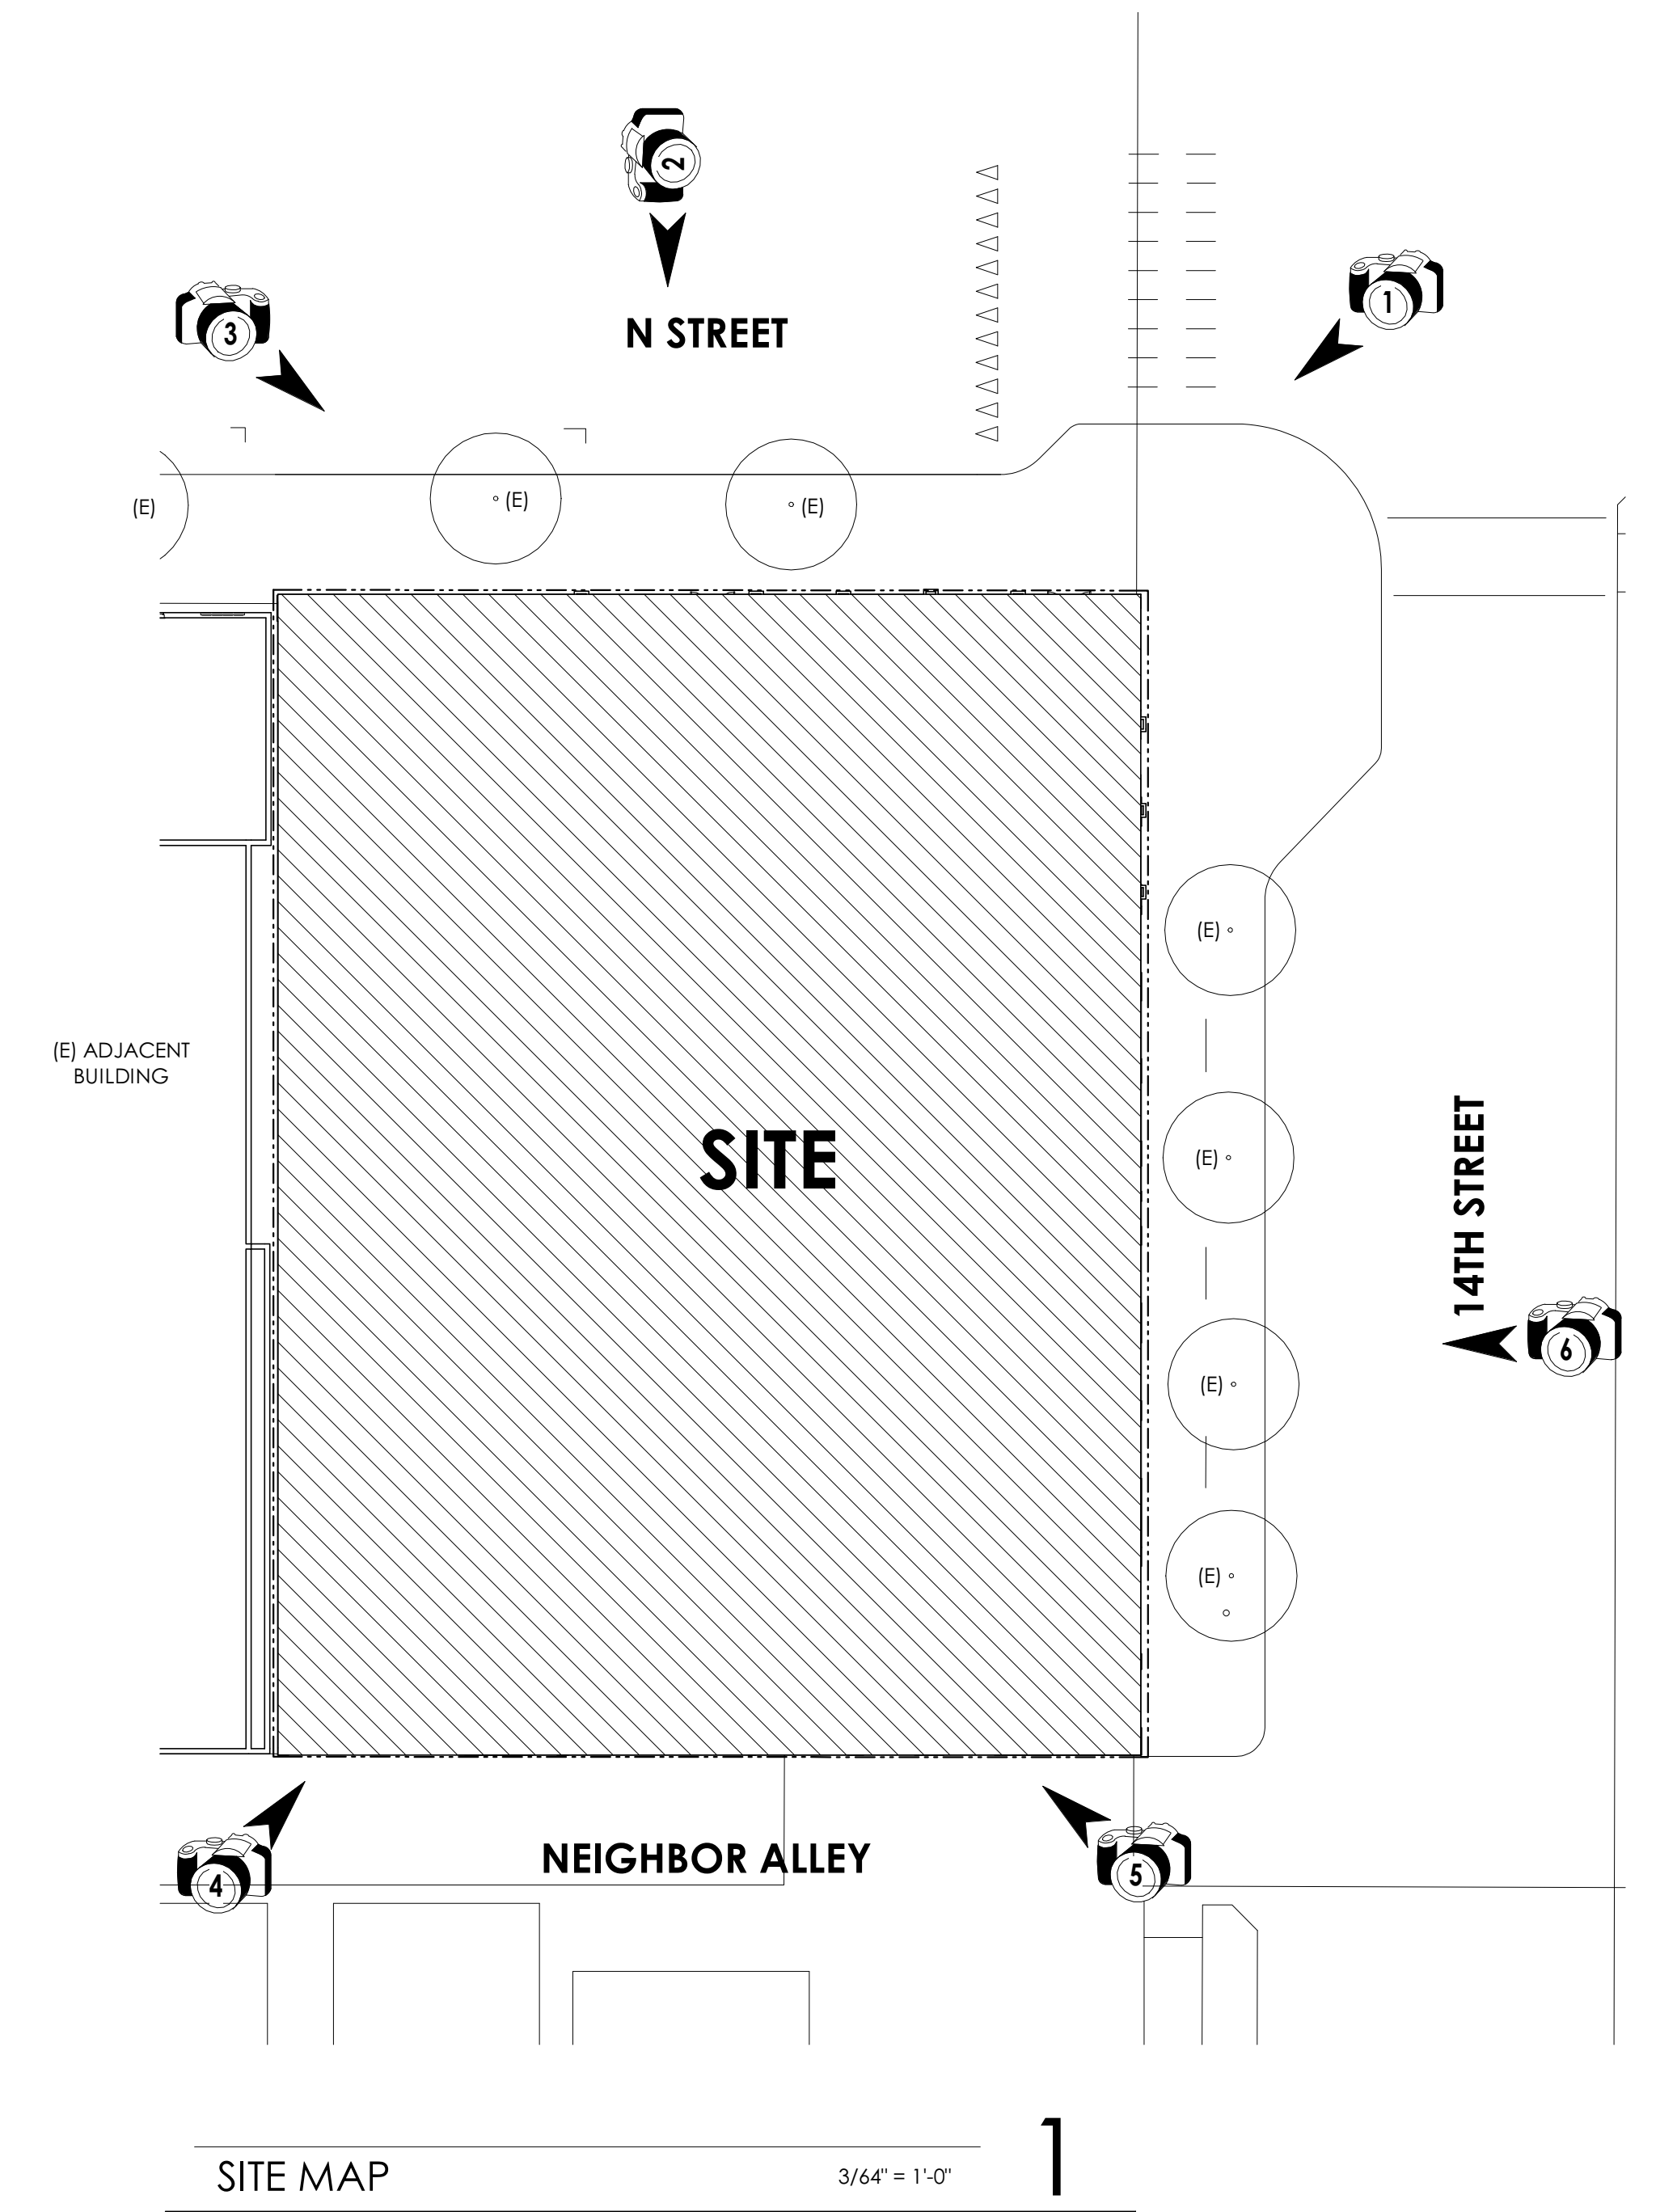 2
1
3
N STREET
(E)
(E)
(E)
(E)
(E) ADJACENT
BUILDING
SITE
(E)
14TH STREET
6
(E)
(E)
4
NEIGHBOR ALLEY
5
SITE MAP
3/64" = 1'-0"
1